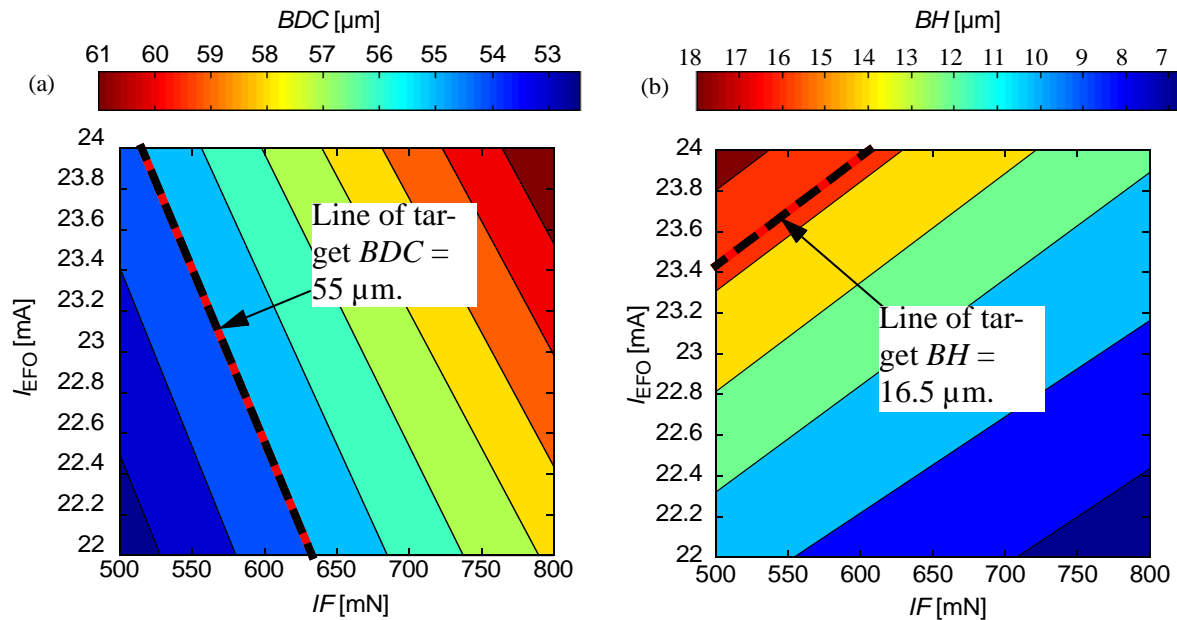 BDC [µm]
61 60 59 58 57 56 55 54 53
(a)
24
23.8
23.6
23.4
23.2
23
22.8
22.6
22.4
22.2
22
I_EFO [mA]
Line of tar-
get BDC =
55 µm.
500 550 600 650 700 750 800
IF [mN]
BH [µm]
18 17 16 15 14 13 12 11 10 9 8 7
(b)
24
23.8
23.6
23.4
23.2
23
22.8
22.6
22.4
22.2
22
I_EFO [mA]
Line of tar-
get BH =
16.5 µm.
500 550 600 650 700 750 800
IF [mN]